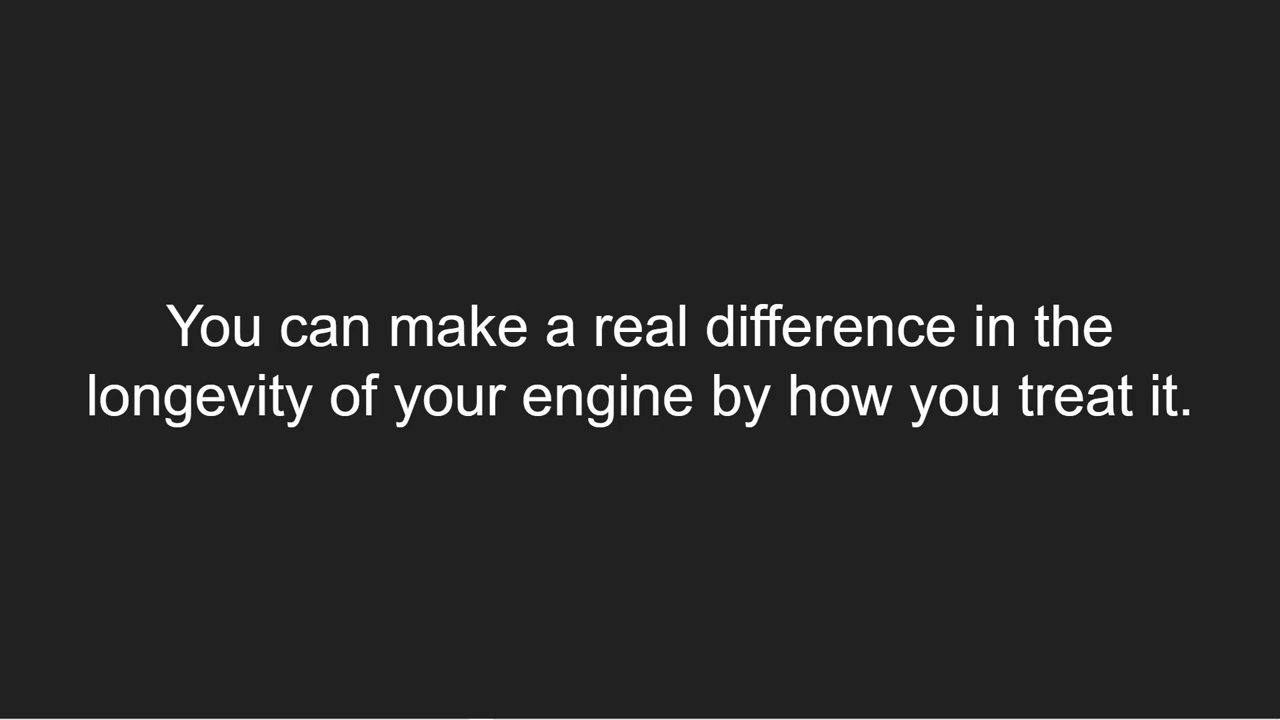 You can make a real difference in the
longevity of your engine by how you treat it.